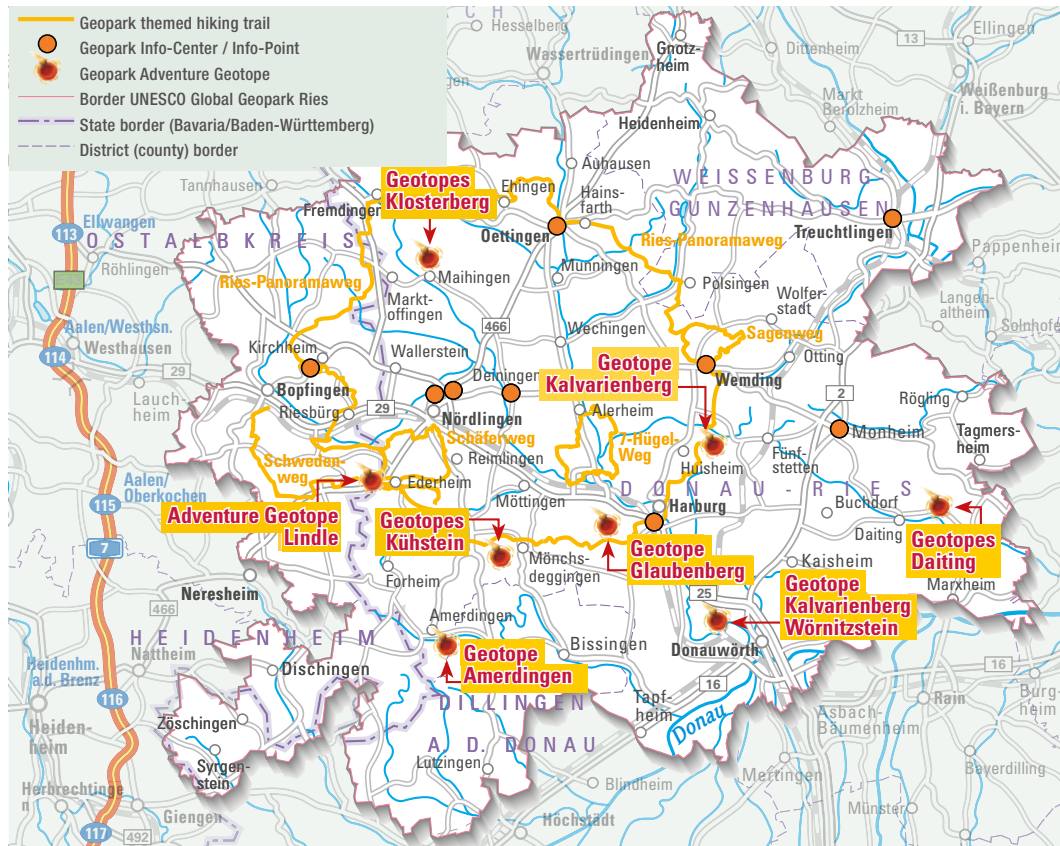 Geopark themed hiking trail
Geopark Info-Center / Info-Point
Geopark Adventure Geotope
Border UNESCO Global Geopark Ries
State border (Bavaria/Baden-Württemberg)
District (county) border
C H
Hesselberg
Wassertrüdingen
Gnotz-
heim
Dittenheim
13
Ellingen
Weißenburg
i. Bayern
Markt
Berolzheim
Heidenheim
Tannhausen
Auhausen
Ehingen
Hains-
farth
WEISSENBURG
GUNZENHAUSEN
Treuchtlingen
Geotopes
Klosterberg
Fremdingen
Oettingen
Ries-Panoramaweg
Pappenheim
Ellwangen
113
OSTALBKREIS
Röhlingen
Maihingen
Munningen
Polsingen
Ries-Panoramaweg
Markt-
offingen
Wolfer-
stadt
Langen-
altheim
Solnhofen
466
Wechingen
Sagenweg
Aalen/Westhsn.
Westhausen
114
Kirchheim
Wallerstein
Otting
29
Bopfingen
Deiningen
Geotope
Kalvarienberg
Wemding
2
Rögling
Lauch-
heim
Riesbürg
29
Nördlingen
Alerheim
Monheim
Tagmers-
heim
Schäferweg
7-Hügel-
Weg
Fünf-
stetten
Schweden-
weg
Reimlingen
Huisheim
Aalen/
Oberkochen
115
Ederheim
Möttingen
DONAU-RIES
Harburg
Buchdorf
Adventure Geotope
Lindle
Geotopes
Kühstein
Daiting
Geotopes
Daiting
7
Mönchs-
deggingen
Geotope
Glaubenberg
Kaisheim
Forheim
Marxheim
Neresheim
466
25
Geotope
Kalvarienberg
Wörnitzstein
HEIDENHEIM
Nattheim
Amerdingen
Bissingen
Donauwörth
Heidenhm.
a.d. Brenz
116
Dischingen
Geotope
Amerdingen
16
16
Rain
Burg-
heim
Heiden-
heim
DILLINGEN
Tapf-
heim
Donau
Asbach-
Bäumenheim
Zöschingen
A. D. DONAU
Lutzingen
Syrgen-
stein
Blindheim
Mertingen
Bayerdilling
Herbrechtinge
n
Giengen
Höchstädt
Münster
117
492